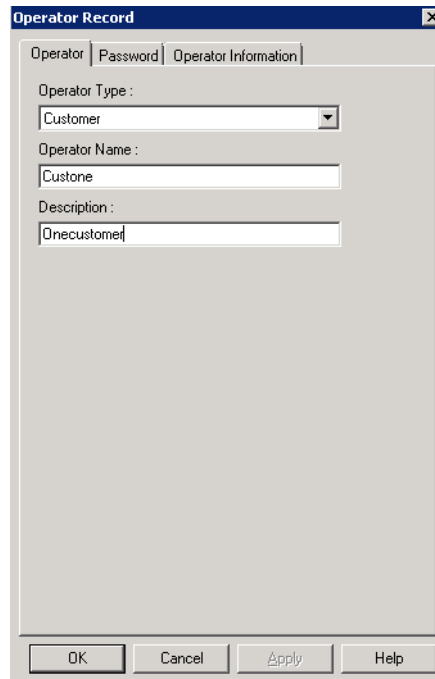 Operator Record
Operator Password Operator Information
Operator Type :
Customer
Operator Name :
Custone
Description :
Onecustomer
OK Cancel Apply Help